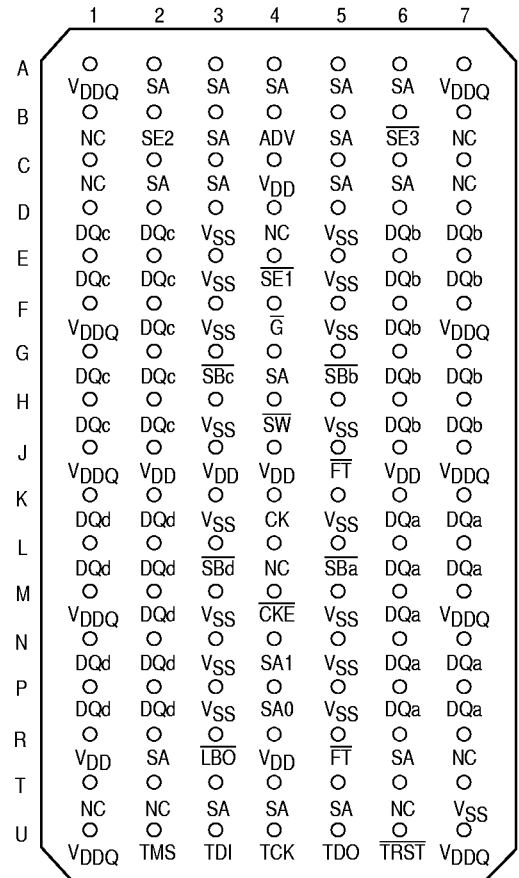 1 2 3 4 5 6 7
A
VDDQ SA SA SA SA SA VDDQ
B
NC SE2 SA ADV SA SE3 NC
C
NC SA SA VDD SA SA NC
D
DQc DQc VSS NC VSS DQb DQb
E
DQc DQc VSS SE1 VSS DQb DQb
F
VDDQ DQc VSS G VSS DQb VDDQ
G
DQc DQc SBc SA SBb DQb DQb
H
DQc DQc VSS SW VSS DQb DQb
J
VDDQ VDD VDD VDD FT VDD VDDQ
K
DQd DQd VSS CK VSS DQa DQa
L
DQd DQd SBd NC SBa DQa DQa
M
VDDQ DQd VSS CKE VSS DQa VDDQ
N
DQd DQd VSS SA1 VSS DQa DQa
P
DQd DQd VSS SA0 VSS DQa DQa
R
VDD SA LBO VDD FT SA NC
T
NC NC SA SA SA NC VSS
U
VDDQ TMS TDI TCK TDO TRST VDDQ